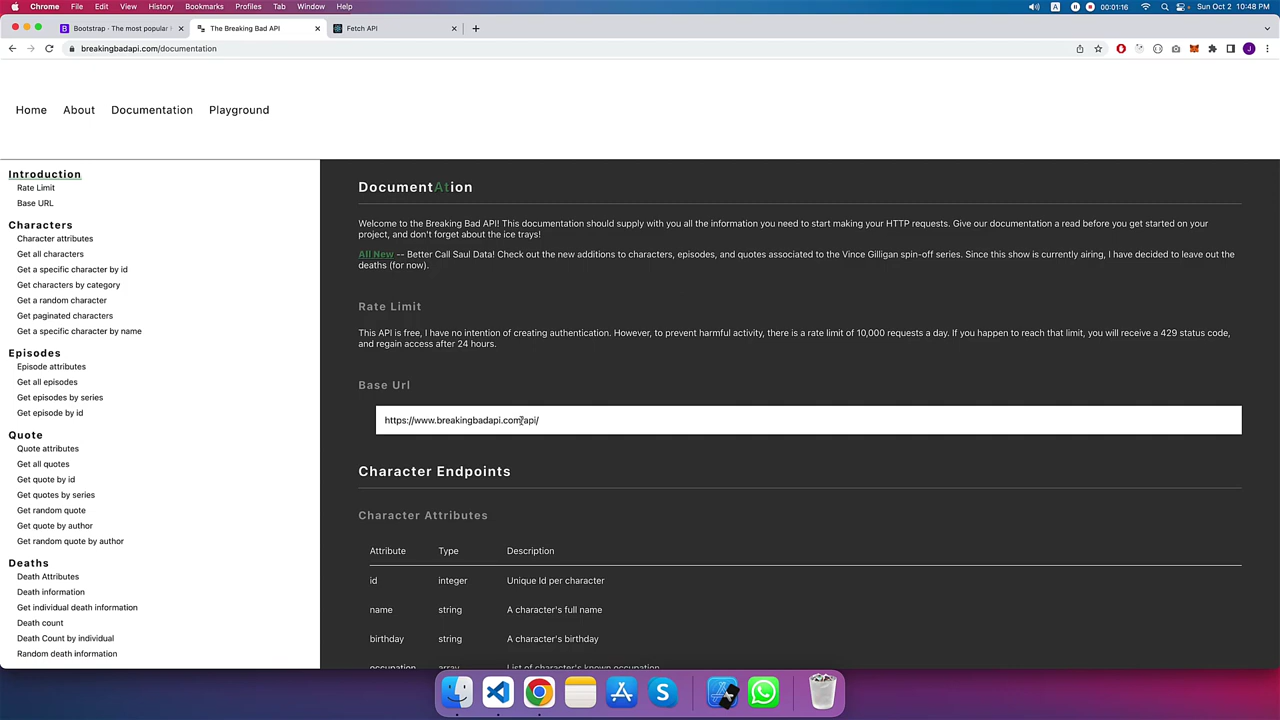 Chrome File Edit View History Bookmarks Profiles Tab Window Help A 00:01:16 Sun Oct 2 10:48 PM
B Bootstrap · The most popular The Breaking Bad API Fetch API
breakingbadapi.com/documentation J
Home About Documentation Playground
Introduction
Rate Limit
Base URL
Characters
Character attributes
Get all characters
Get a specific character by id
Get characters by category
Get a random character
Get paginated characters
Get a specific character by name
Episodes
Episode attributes
Get all episodes
Get episodes by series
Get episode by id
Quote
Quote attributes
Get all quotes
Get quote by id
Get quotes by series
Get random quote
Get quote by author
Get random quote by author
Deaths
Death Attributes
Death information
Get individual death information
Death count
Death Count by individual
Random death information
DocumentAtion
Welcome to the Breaking Bad API! This documentation should supply with you all the information you need to start making your HTTP requests. Give our documentation a read before you get started on your
project, and don't forget about the ice trays!
All New -- Better Call Saul Data! Check out the new additions to characters, episodes, and quotes associated to the Vince Gilligan spin-off series. Since this show is currently airing, I have decided to leave out the
deaths (for now).
Rate Limit
This API is free, I have no intention of creating authentication. However, to prevent harmful activity, there is a rate limit of 10,000 requests a day. If you happen to reach that limit, you will receive a 429 status code,
and regain access after 24 hours.
Base Url
https://www.breakingbadapi.com/api/
Character Endpoints
Character Attributes
Attribute Type Description
id integer Unique Id per character
name string A character's full name
birthday string A character's birthday
occupation array List of character's known occupation